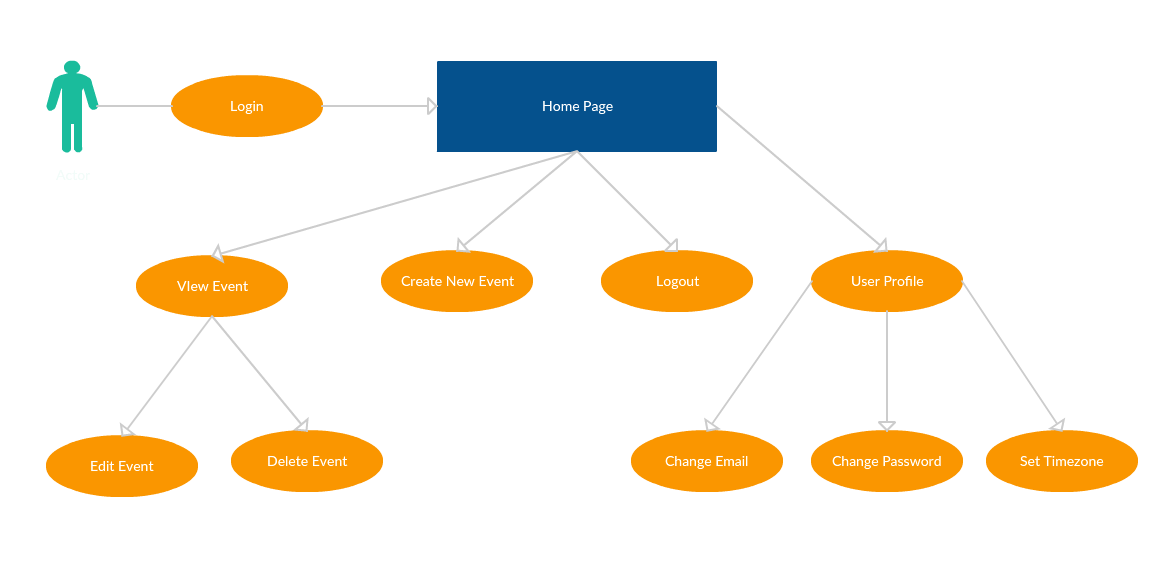 Login
Home Page
Actor
VIew Event
Create New Event
Logout
User Profile
Edit Event
Delete Event
Change Email
Change Password
Set Timezone